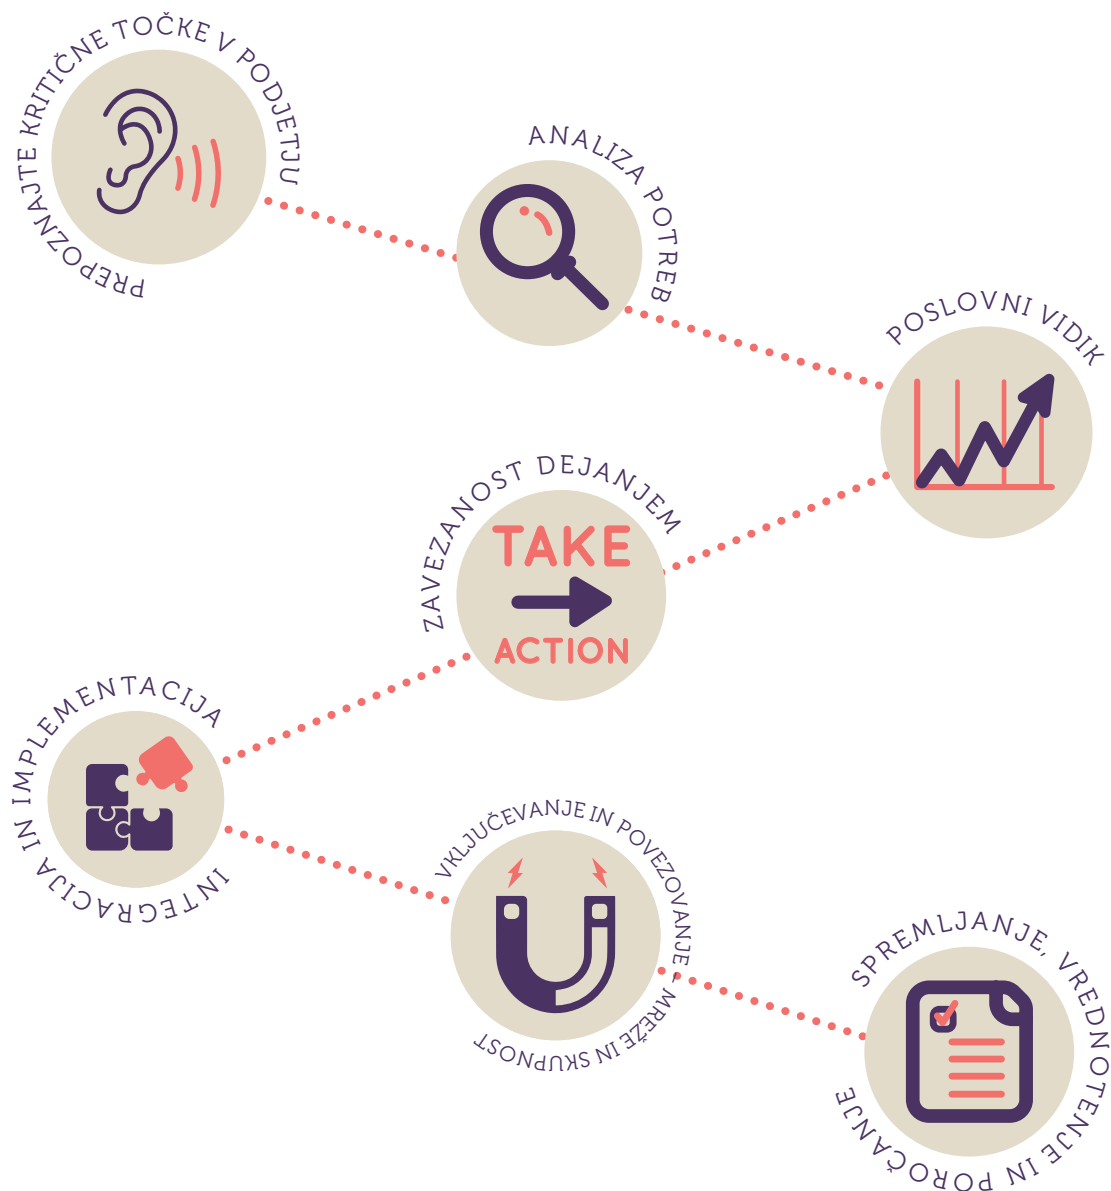 PREPOZNAJTE KRITIČNE TOČKE V PODJETJU
ANALIZA POTREB
POSLOVNI VIDIK
ZAVEZANOST DEJANJEM
TAKE
ACTION
INTEGRACIJA IN IMPLEMENTACIJA
VKLJUČEVANJE IN POVEZOVANJE – MREŽE IN SKUPNOST
SPREMLJANJE, VREDNOTENJE IN POROČANJE